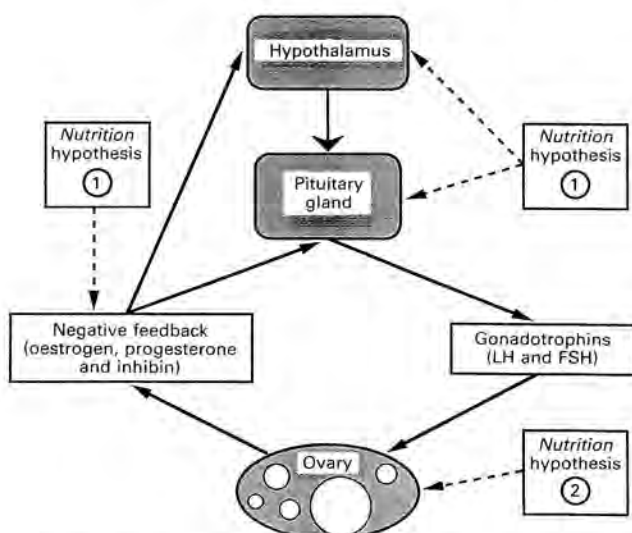 Hypothalamus
Nutrition
hypothesis
1
Nutrition
hypothesis
1
Pituitary
gland
Negative feedback
(oestrogen, progesterone
and inhibin)
Gonadotrophins
(LH and FSH)
Ovary
Nutrition
hypothesis
2